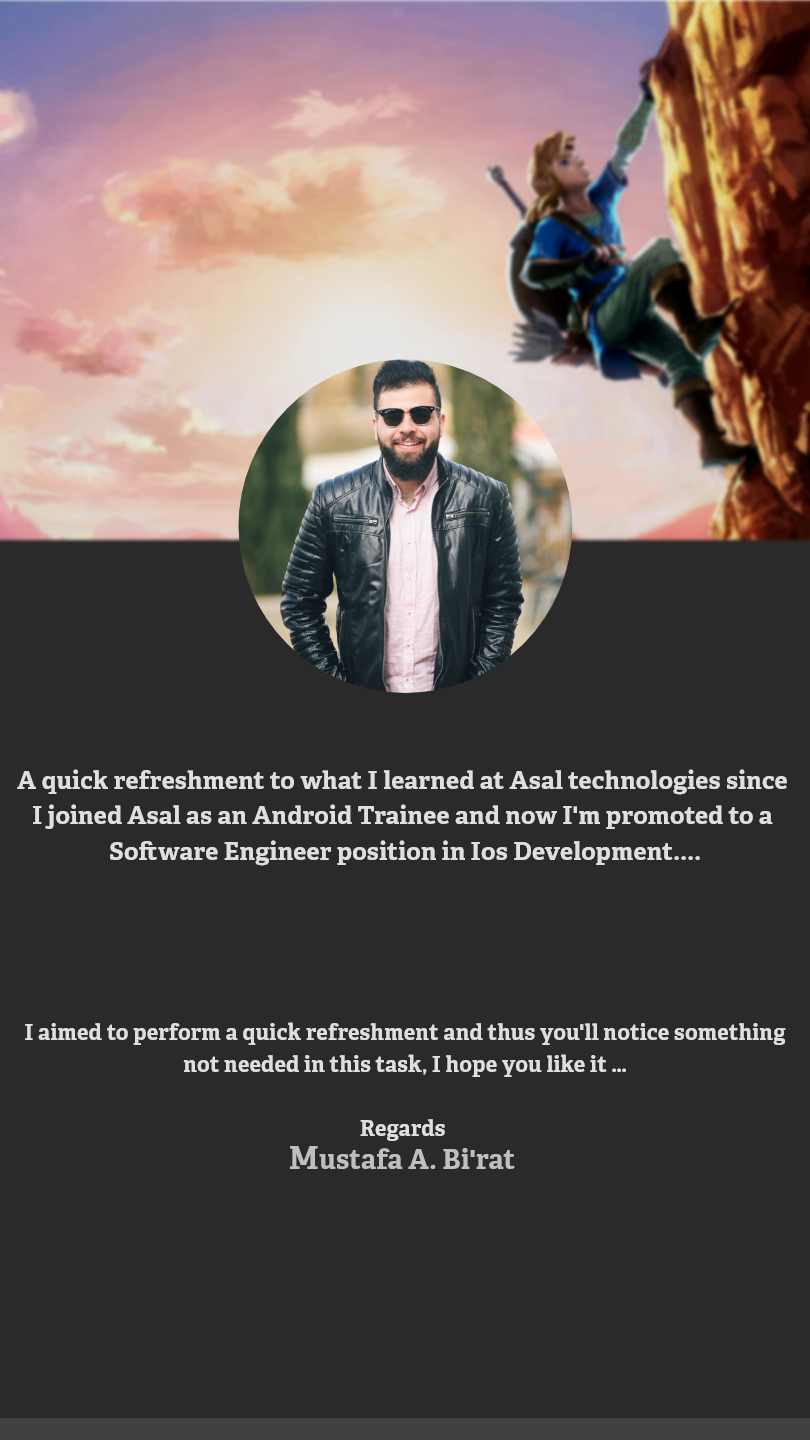 A quick refreshment to what I learned at Asal technologies since
I joined Asal as an Android Trainee and now I'm promoted to a
Software Engineer position in Ios Development....
I aimed to perform a quick refreshment and thus you'll notice something
not needed in this task, I hope you like it ...
Regards
Mustafa A. Bi'rat